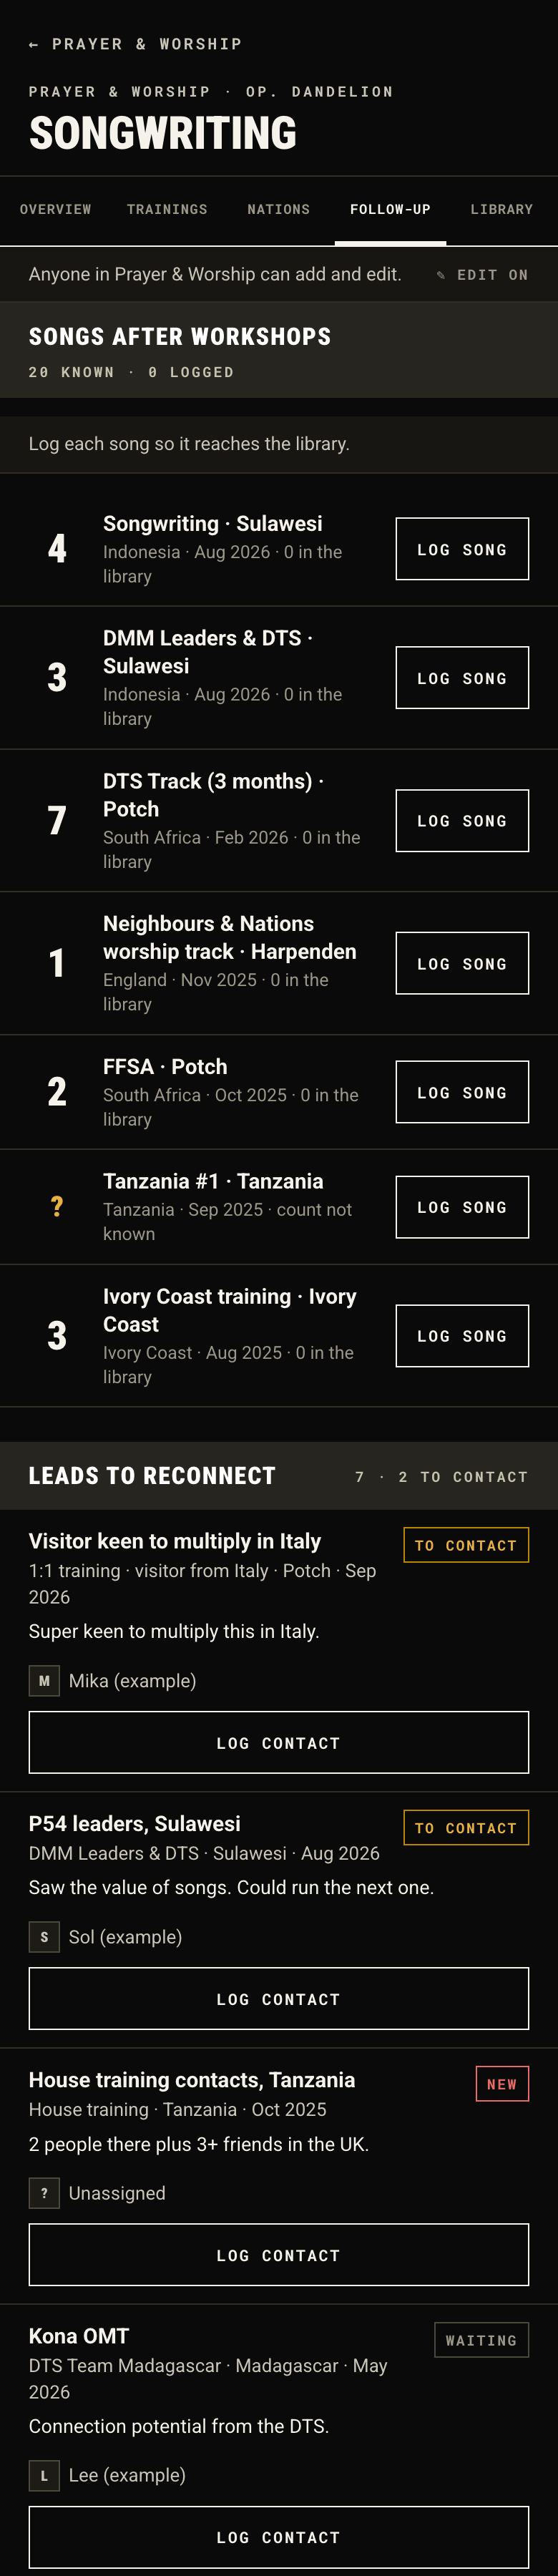 ← PRAYER & WORSHIP
PRAYER & WORSHIP · OP. DANDELION
SONGWRITING
OVERVIEW TRAININGS NATIONS FOLLOW-UP LIBRARY
Anyone in Prayer & Worship can add and edit. ✎ EDIT ON
SONGS AFTER WORKSHOPS
20 KNOWN · 0 LOGGED
Log each song so it reaches the library.
4
Songwriting · Sulawesi
Indonesia · Aug 2026 · 0 in the
library
LOG SONG
3
DMM Leaders & DTS ·
Sulawesi
Indonesia · Aug 2026 · 0 in the
library
LOG SONG
7
DTS Track (3 months) ·
Potch
South Africa · Feb 2026 · 0 in the
library
LOG SONG
1
Neighbours & Nations
worship track · Harpenden
England · Nov 2025 · 0 in the
library
LOG SONG
2
FFSA · Potch
South Africa · Oct 2025 · 0 in the
library
LOG SONG
?
Tanzania #1 · Tanzania
Tanzania · Sep 2025 · count not
known
LOG SONG
3
Ivory Coast training · Ivory
Coast
Ivory Coast · Aug 2025 · 0 in the
library
LOG SONG
LEADS TO RECONNECT 7 · 2 TO CONTACT
Visitor keen to multiply in Italy TO CONTACT
1:1 training · visitor from Italy · Potch · Sep
2026
Super keen to multiply this in Italy.
M Mika (example)
LOG CONTACT
P54 leaders, Sulawesi TO CONTACT
DMM Leaders & DTS · Sulawesi · Aug 2026
Saw the value of songs. Could run the next one.
S Sol (example)
LOG CONTACT
House training contacts, Tanzania NEW
House training · Tanzania · Oct 2025
2 people there plus 3+ friends in the UK.
? Unassigned
LOG CONTACT
Kona OMT WAITING
DTS Team Madagascar · Madagascar · May
2026
Connection potential from the DTS.
L Lee (example)
LOG CONTACT